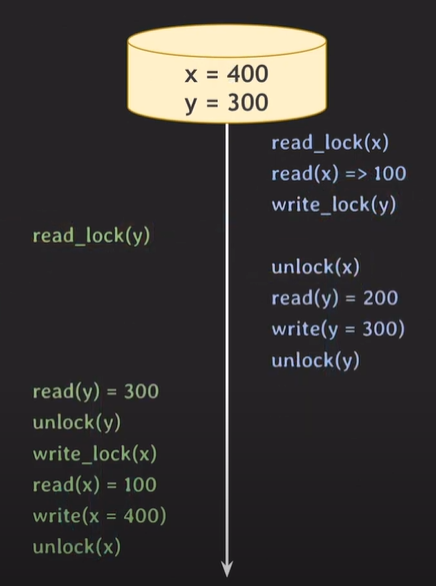 x = 400
y = 300
read_lock(x)
read(x) => 100
write_lock(y)
read_lock(y)
unlock(x)
read(y) = 200
write(y = 300)
unlock(y)
read(y) = 300
unlock(y)
write_lock(x)
read(x) = 100
write(x = 400)
unlock(x)